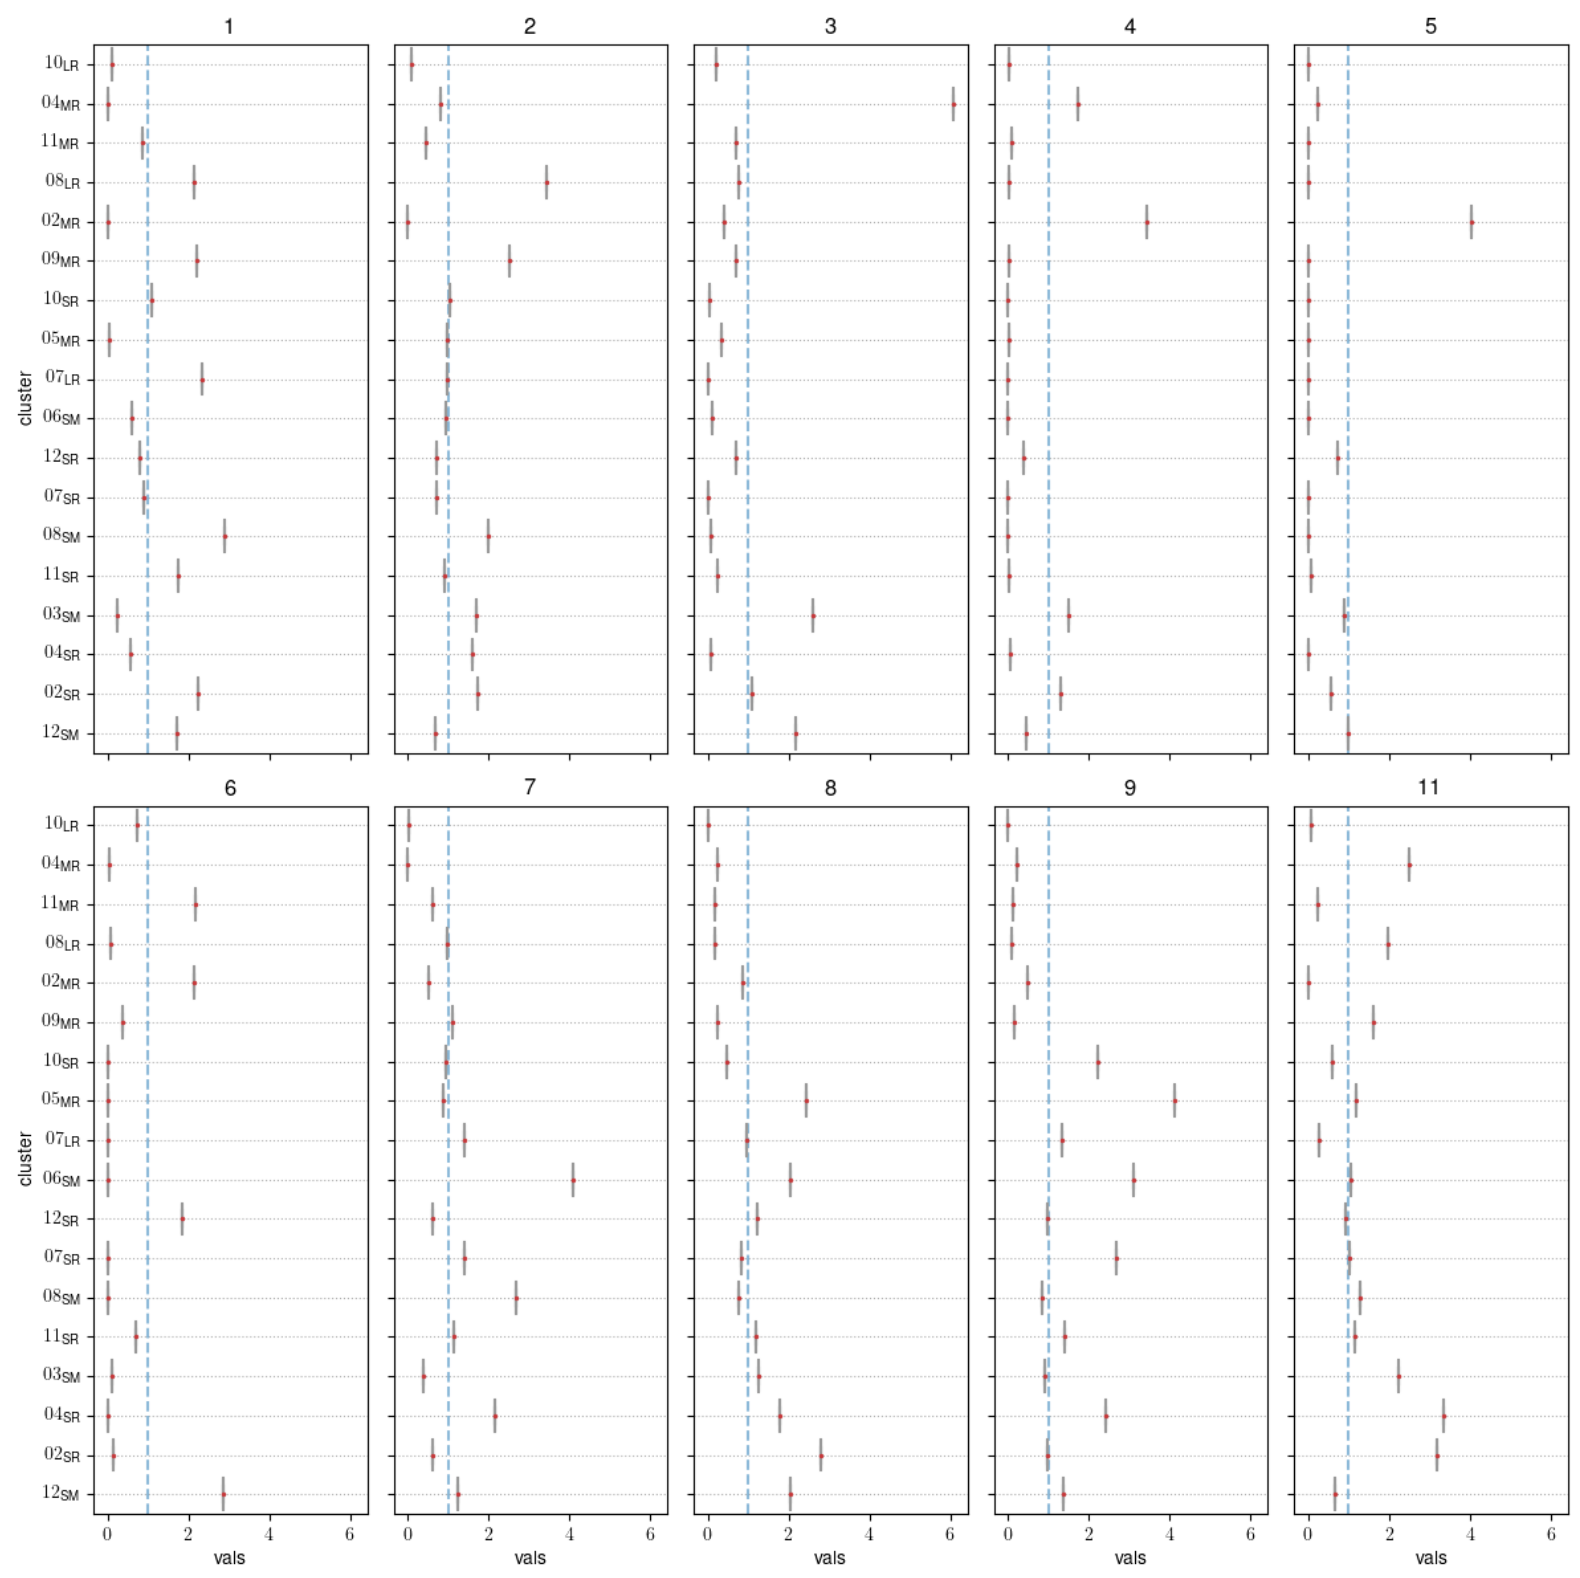 1 2 3 4 5
cluster
10LR
04MR
11MR
08LR
02MR
09MR
10SR
05MR
07LR
06SM
12SR
07SR
08SM
11SR
03SM
04SR
02SR
12SM
6 7 8 9 11
cluster
10LR
04MR
11MR
08LR
02MR
09MR
10SR
05MR
07LR
06SM
12SR
07SR
08SM
11SR
03SM
04SR
02SR
12SM
0 2 4 6 0 2 4 6 0 2 4 6 0 2 4 6 0 2 4 6
vals vals vals vals vals